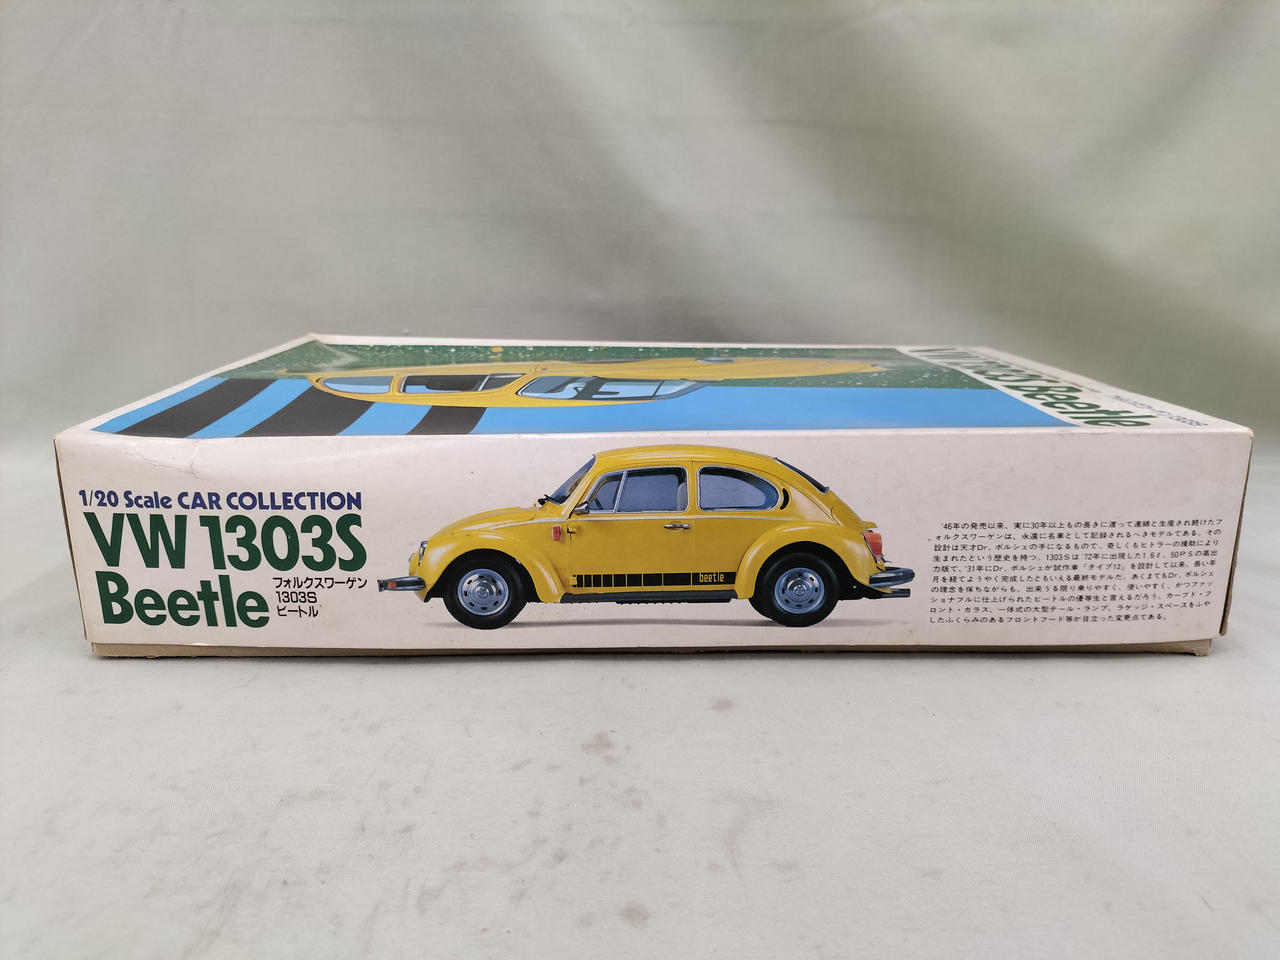 VW 1303S Beetle
1/20 Scale CAR COLLECTION
VW 1303S
Beetle
フォルクスワーゲン
1303S
ビートル
beetle
'46年の発売以来、実に30年以上もの長きに渡って連綿と生産され続けたフ
ォルクスワーゲンは、永遠に名車として記録されるべきモデルである。その
設計は天才Dr. ポルシェの手になるもので、奇しくもヒトラーの援助により
生まれたという歴史を持つ。1303Sは'72年に出現した1.6ℓ. 50PSの高出
力版で、'31年にDr. ポルシェが試作車「タイプ12」を設計して以来、長い年
月を経てようやく完成したともいえる最終モデルだ。あくまでもDr. ポルシェ
の理念を保ちながらも、出来うる限り乗りやすく、使いやすく、かつファッ
ショナブルに仕上げられたビートルの優等生と言えるだろう。カーブド・フ
ロント・ガラス、一体式の大型テール・ランプ、ラゲッジ・スペースをふや
したふくらみのあるフロントフード等が目立った変更点である。